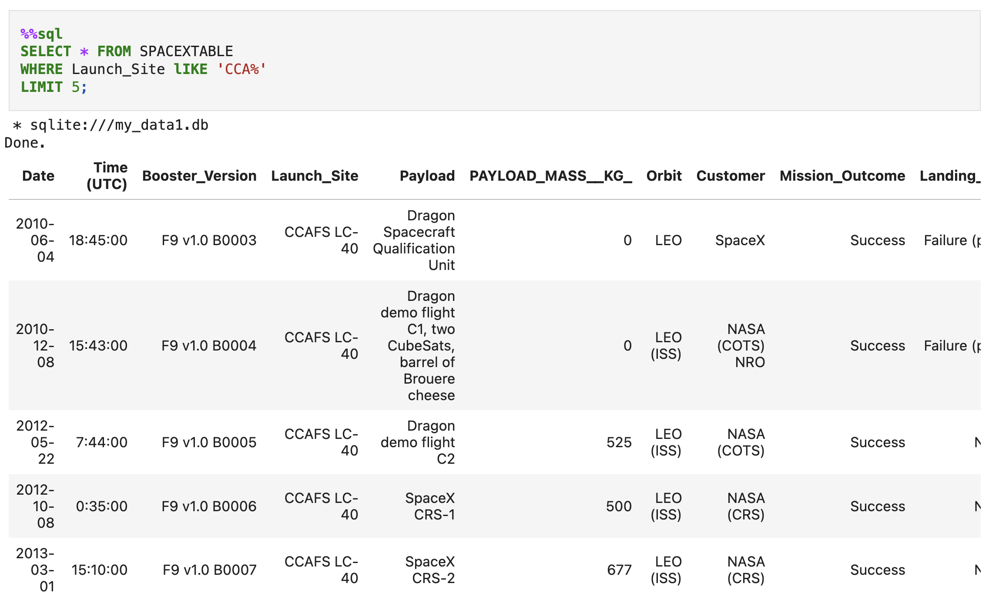 %%sql
SELECT * FROM SPACEXTABLE
WHERE Launch_Site lIKE 'CCA%'
LIMIT 5;
* sqlite:///my_data1.db
Done.
Date Time (UTC) Booster_Version Launch_Site Payload PAYLOAD_MASS__KG_ Orbit Customer Mission_Outcome Landing_
2010-06-04 18:45:00 F9 v1.0 B0003 CCAFS LC-40 Dragon Spacecraft Qualification Unit 0 LEO SpaceX Success Failure (
2010-12-08 15:43:00 F9 v1.0 B0004 CCAFS LC-40 Dragon demo flight C1, two CubeSats, barrel of Brouere cheese 0 LEO (ISS) NASA (COTS) NRO Success Failure (
2012-05-22 7:44:00 F9 v1.0 B0005 CCAFS LC-40 Dragon demo flight C2 525 LEO (ISS) NASA (COTS) Success
2012-10-08 0:35:00 F9 v1.0 B0006 CCAFS LC-40 SpaceX CRS-1 500 LEO (ISS) NASA (CRS) Success
2013-03-01 15:10:00 F9 v1.0 B0007 CCAFS LC-40 SpaceX CRS-2 677 LEO (ISS) NASA (CRS) Success